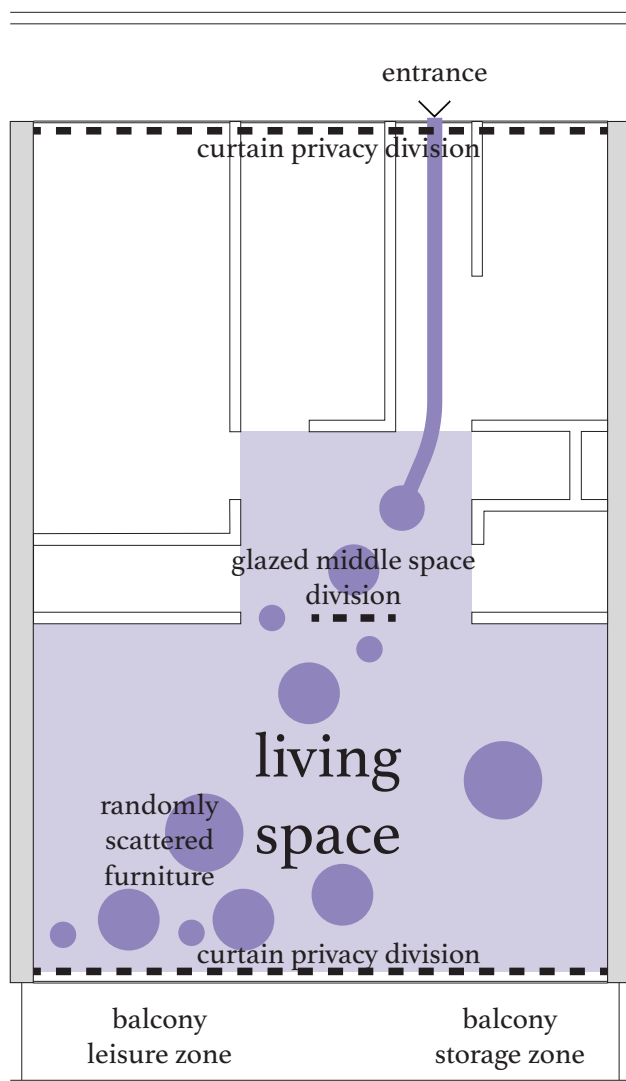 entrance
curtain privacy division
glazed middle space
division
living
space
randomly
scattered
furniture
curtain privacy division
balcony
leisure zone
balcony
storage zone